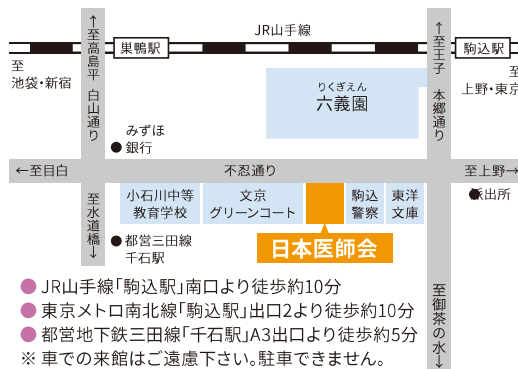 JR山手線
←至高島平 白山通り
巣鴨駅
←至王子 本郷通り
駒込駅
至
池袋・新宿
至
上野・東京
りくぎえん
六義園
みずほ
銀行
←至目白
不忍通り
至上野→
派出所
至水道橋→
小石川中等
教育学校
文京
グリーンコート
駒込
警察
東洋
文庫
都営三田線
千石駅
日本医師会
至御茶の水→
●JR山手線「駒込駅」南口より徒歩約10分
●東京メトロ南北線「駒込駅」出口2より徒歩約10分
●都営地下鉄三田線「千石駅」A3出口より徒歩約5分
※ 車での来館はご遠慮下さい。駐車できません。